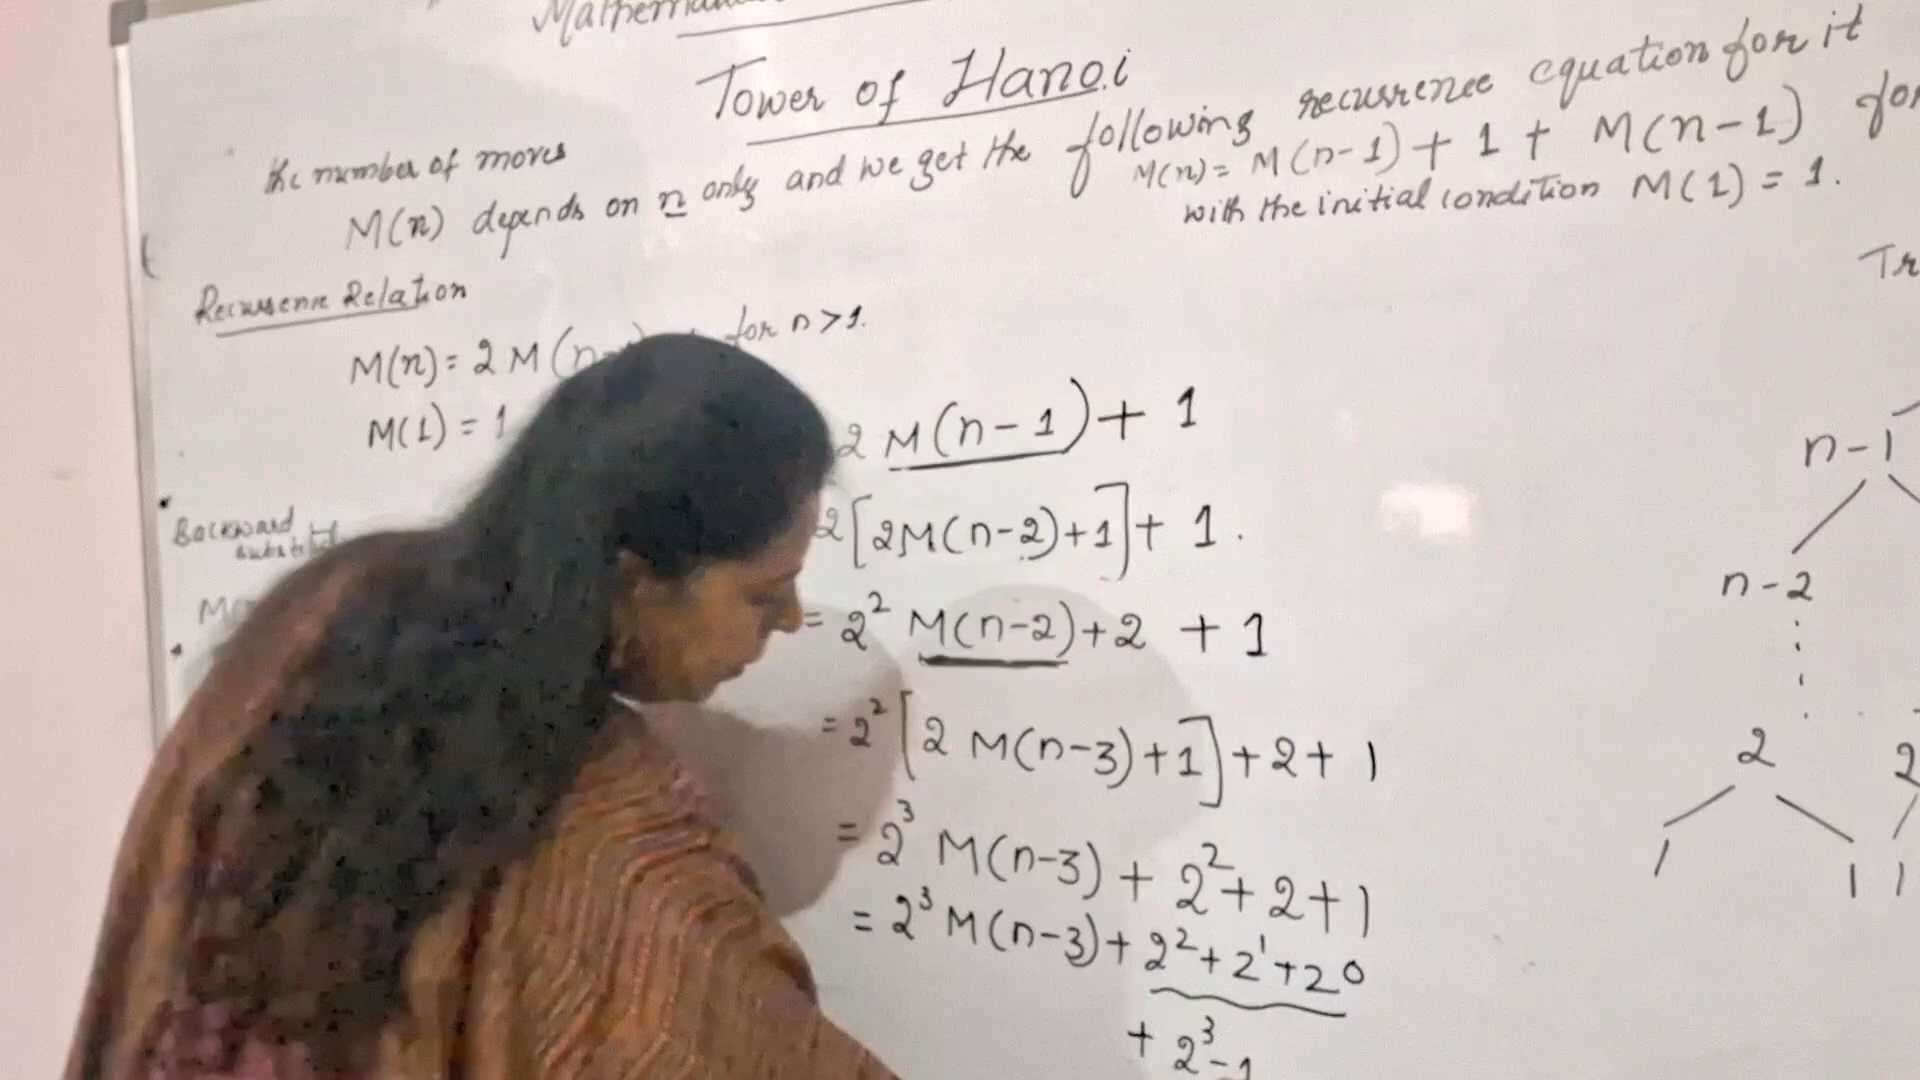 Tower of Hanoi
the number of moves
M(n) depends on n only and we get the following recurrence equation for it
M(n) = M(n-1) + 1 + M(n-1) for
with the initial condition M(1) = 1.
Recurrence Relation
M(n) = 2 M(n- for n > 1.
M(1) = 1
Backward
2 M(n-1) + 1
2[2M(n-2)+1]+ 1.
= 2² M(n-2)+2 + 1
= 2² [2 M(n-3)+1]+2+ 1
= 2³ M(n-3) + 2²+ 2+1
= 2³ M(n-3)+ 2²+2¹+2⁰
+ 2³-1
n-1
n-2
2 2
1 1 1